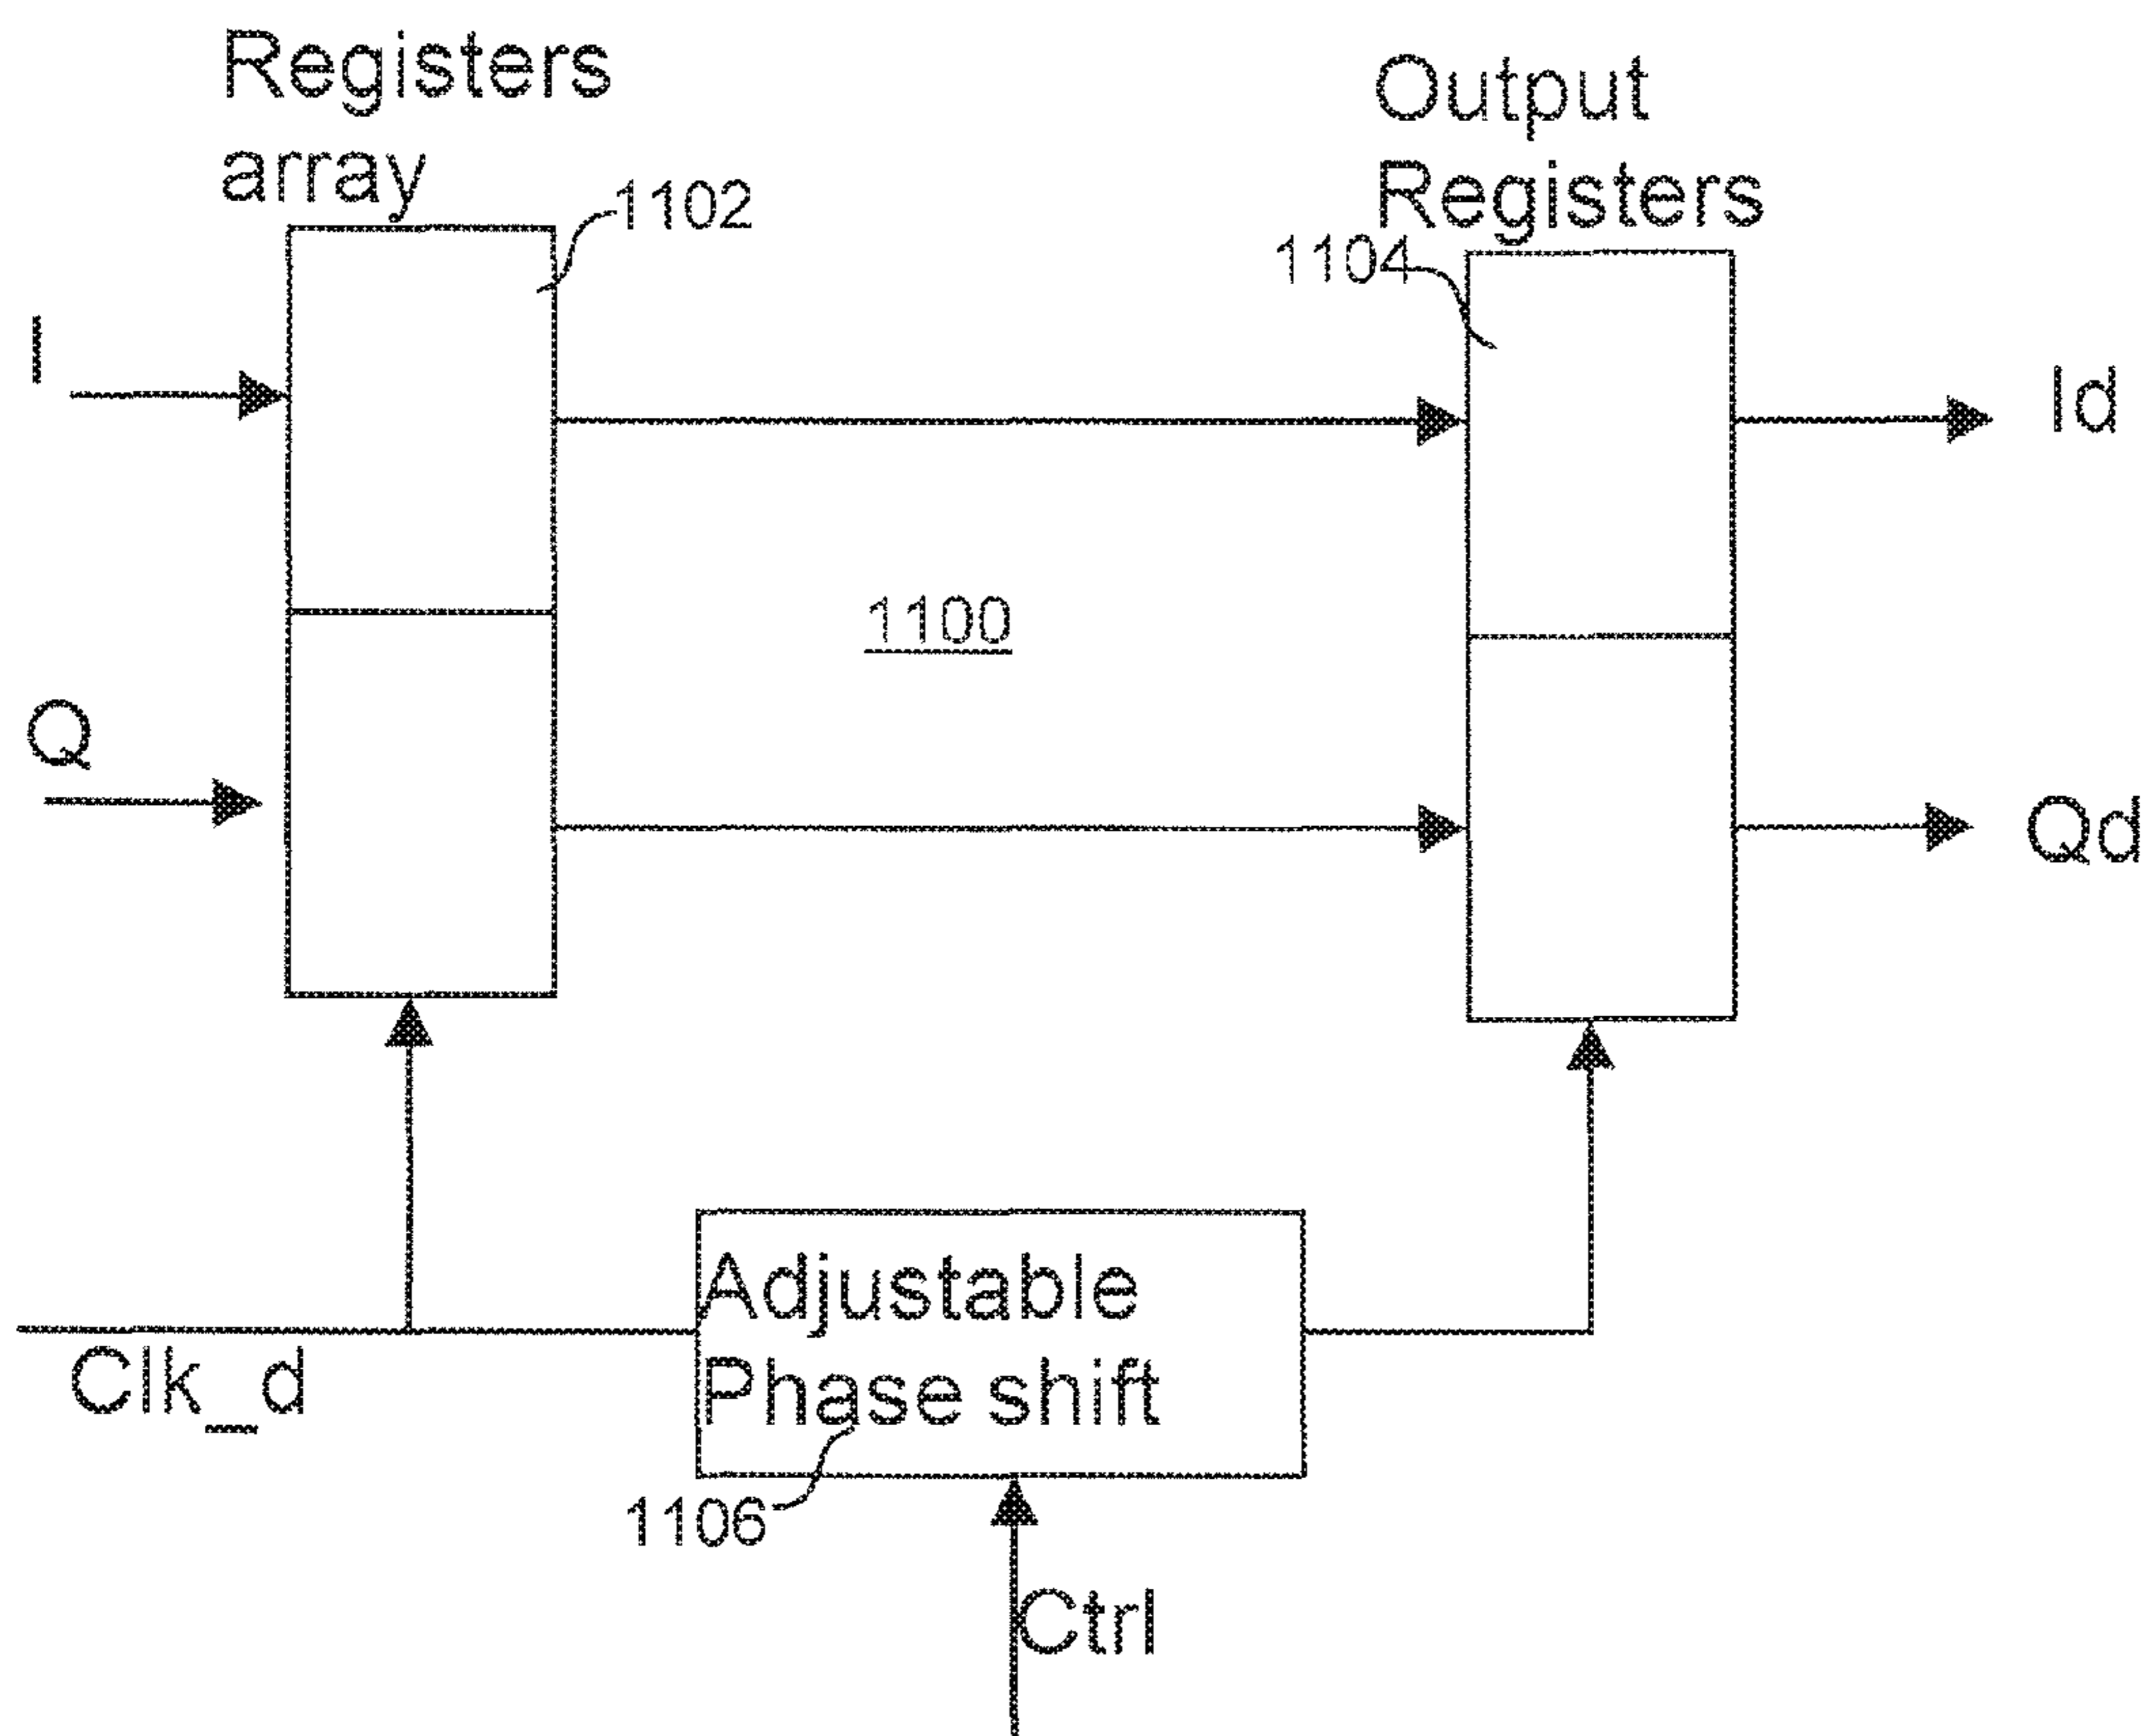 Registers
array
1102
Output
Registers
1104
I
Id
1100
Q
Qd
Adjustable
Phase shift
Clk_d
1106
Ctrl